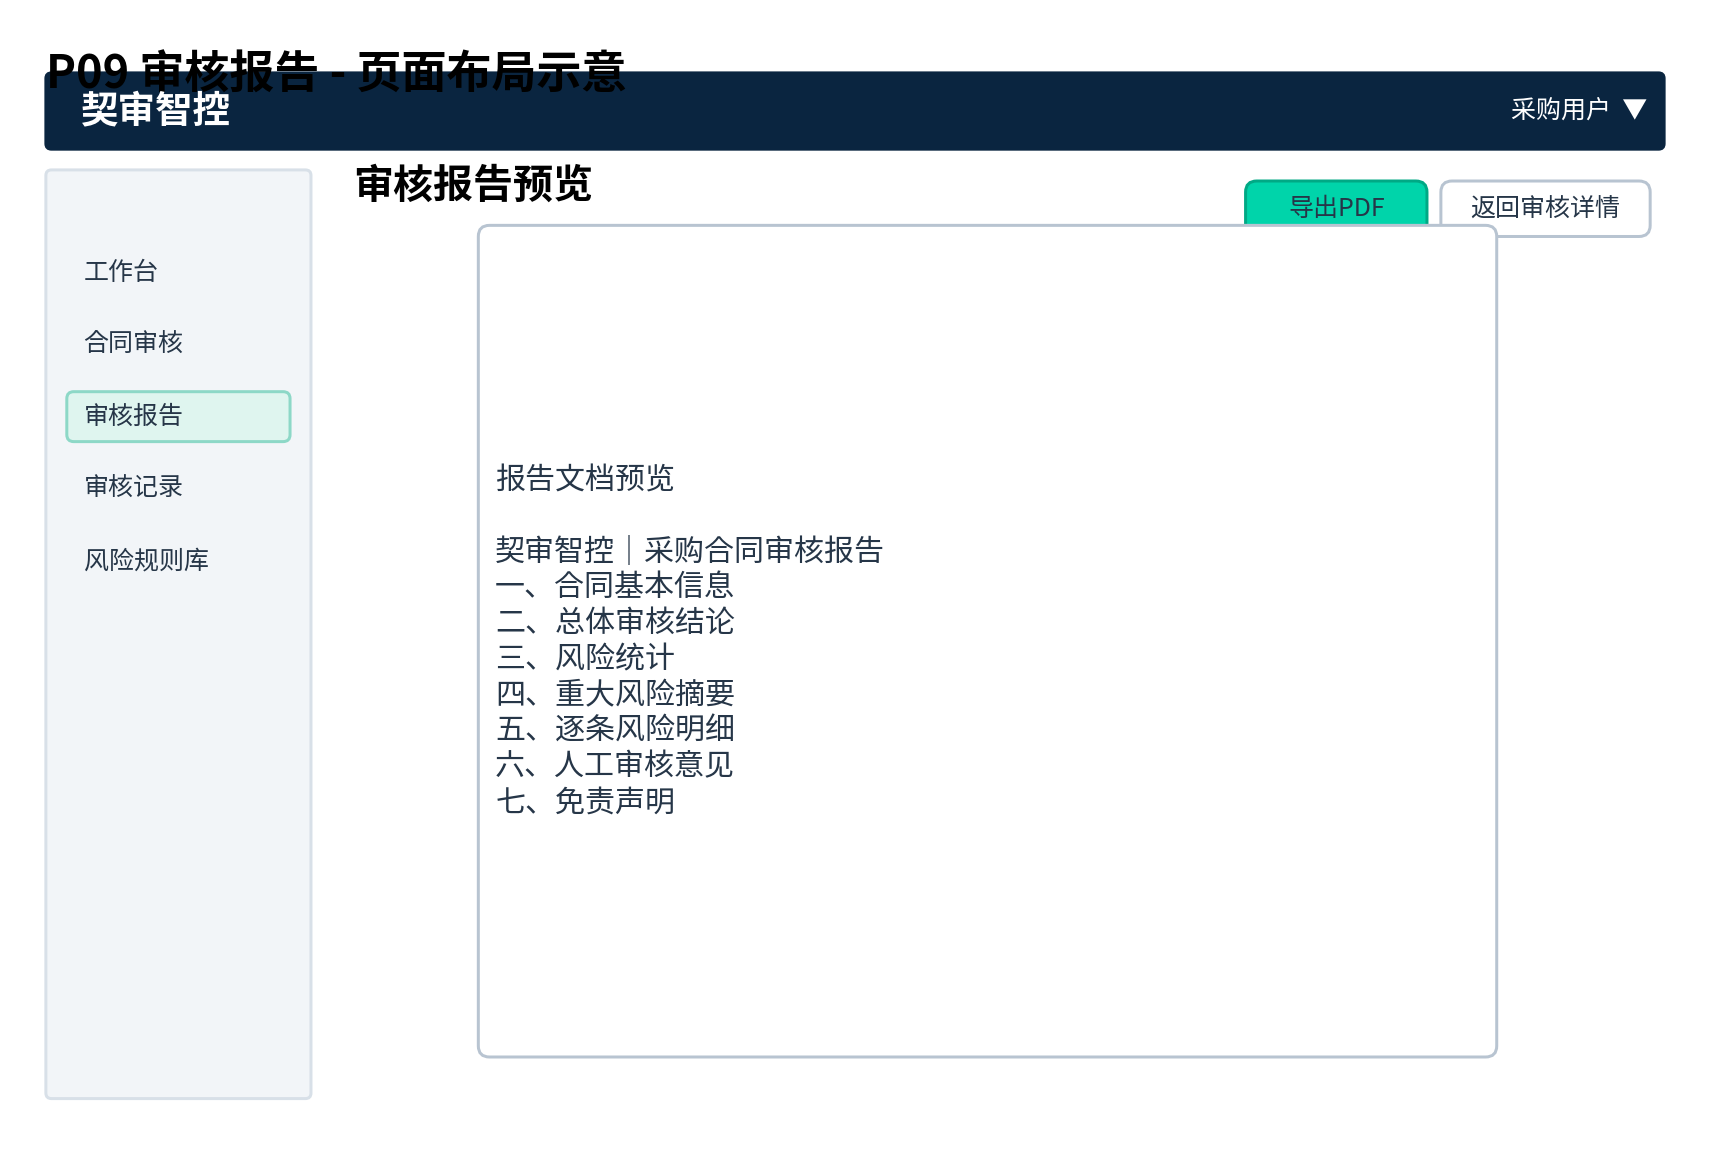 P09 审核报告 - 页面布局示意
契审智控
采购用户 ▼
审核报告预览
导出PDF
返回审核详情
工作台
合同审核
审核报告
审核记录
风险规则库
报告文档预览
契审智控｜采购合同审核报告
一、合同基本信息
二、总体审核结论
三、风险统计
四、重大风险摘要
五、逐条风险明细
六、人工审核意见
七、免责声明